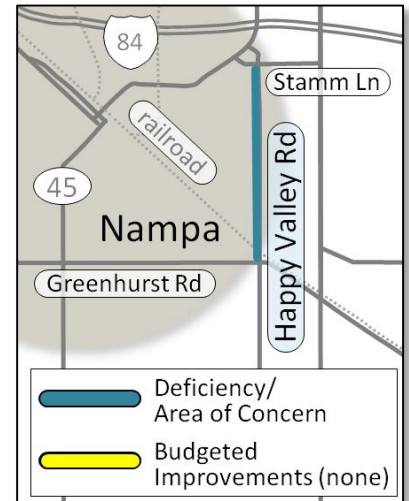 84
Stamm Ln
railroad
45
Nampa
Happy Valley Rd
Greenhurst Rd
Deficiency/
Area of Concern
Budgeted
Improvements (none)